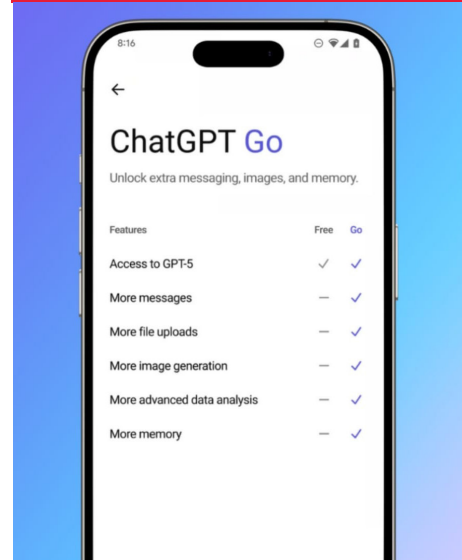 8:16
ChatGPT Go
Unlock extra messaging, images, and memory.
Features Free Go
Access to GPT-5
More messages
More file uploads
More image generation
More advanced data analysis
More memory